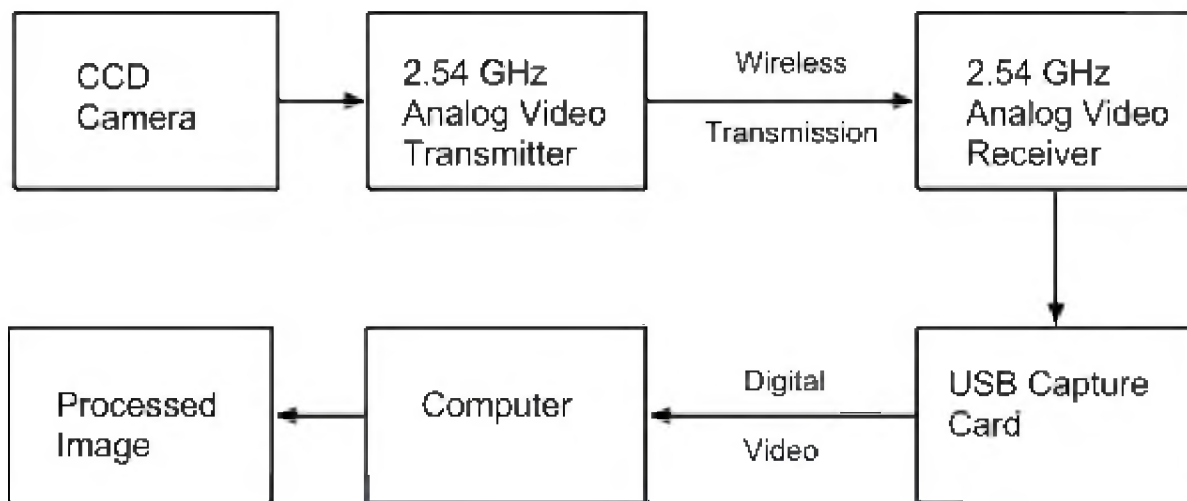 CCD
Camera
2.54 GHz
Analog Video
Transmitter
Wireless
Transmission
2.54 GHz
Analog Video
Receiver
Processed
Image
Computer
Digital
Video
USB Capture
Card